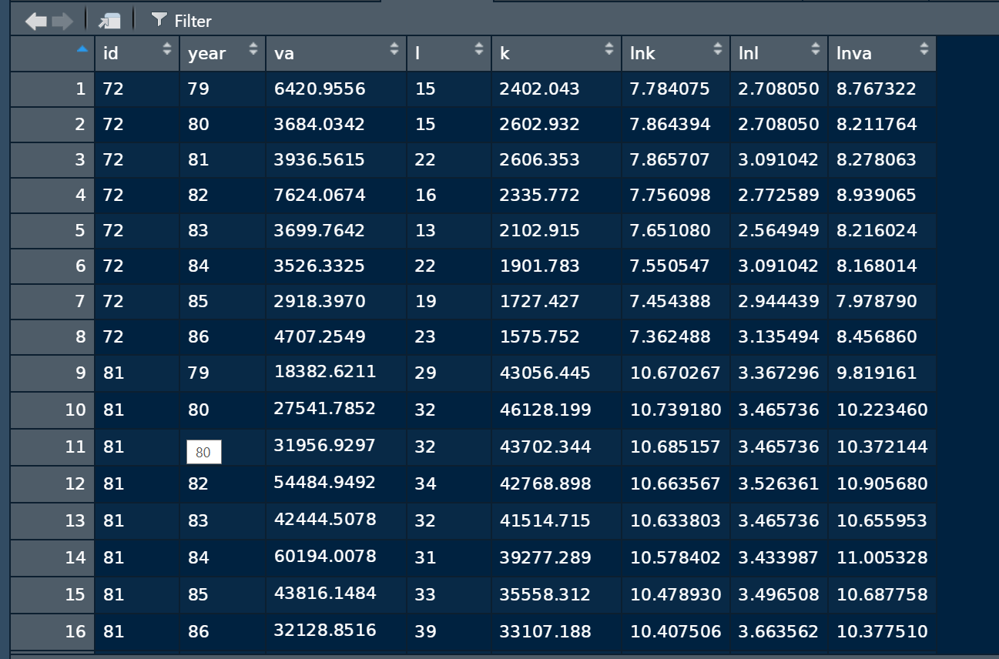 Filter
id year va l k lnk lnl lnva
1 72 79 6420.9556 15 2402.043 7.784075 2.708050 8.767322
2 72 80 3684.0342 15 2602.932 7.864394 2.708050 8.211764
3 72 81 3936.5615 22 2606.353 7.865707 3.091042 8.278063
4 72 82 7624.0674 16 2335.772 7.756098 2.772589 8.939065
5 72 83 3699.7642 13 2102.915 7.651080 2.564949 8.216024
6 72 84 3526.3325 22 1901.783 7.550547 3.091042 8.168014
7 72 85 2918.3970 19 1727.427 7.454388 2.944439 7.978790
8 72 86 4707.2549 23 1575.752 7.362488 3.135494 8.456860
9 81 79 18382.6211 29 43056.445 10.670267 3.367296 9.819161
10 81 80 27541.7852 32 46128.199 10.739180 3.465736 10.223460
11 81 80 31956.9297 32 43702.344 10.685157 3.465736 10.372144
12 81 82 54484.9492 34 42768.898 10.663567 3.526361 10.905680
13 81 83 42444.5078 32 41514.715 10.633803 3.465736 10.655953
14 81 84 60194.0078 31 39277.289 10.578402 3.433987 11.005328
15 81 85 43816.1484 33 35558.312 10.478930 3.496508 10.687758
16 81 86 32128.8516 39 33107.188 10.407506 3.663562 10.377510